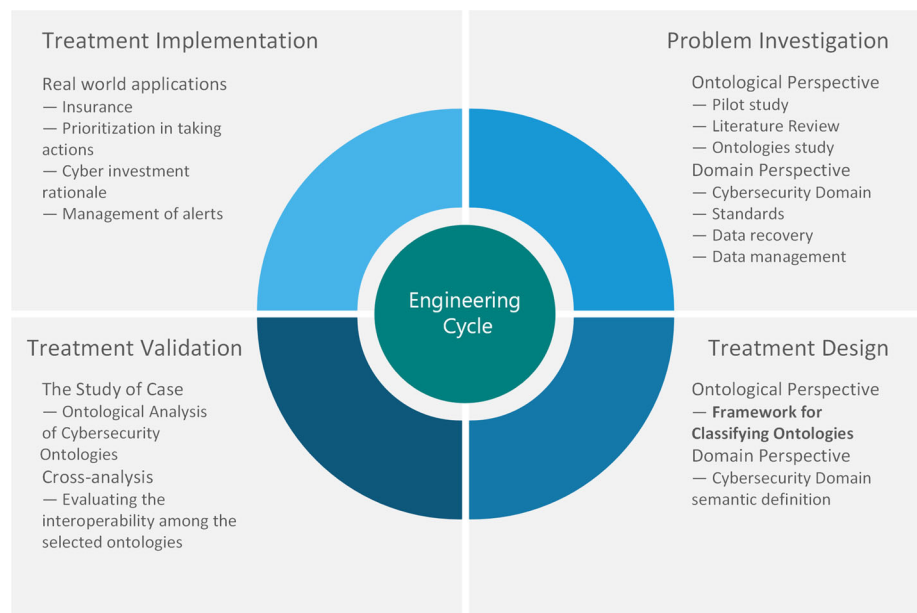 Treatment Implementation
Real world applications
— Insurance
— Prioritization in taking
actions
— Cyber investment
rationale
— Management of alerts
Problem Investigation
Ontological Perspective
— Pilot study
— Literature Review
— Ontologies study
Domain Perspective
— Cybersecurity Domain
— Standards
— Data recovery
— Data management
Engineering
Cycle
Treatment Validation
The Study of Case
— Ontological Analysis
of Cybersecurity
Ontologies
Cross-analysis
— Evaluating the
interoperability among the
selected ontologies
Treatment Design
Ontological Perspective
— Framework for
Classifying Ontologies
Domain Perspective
— Cybersecurity Domain
semantic definition